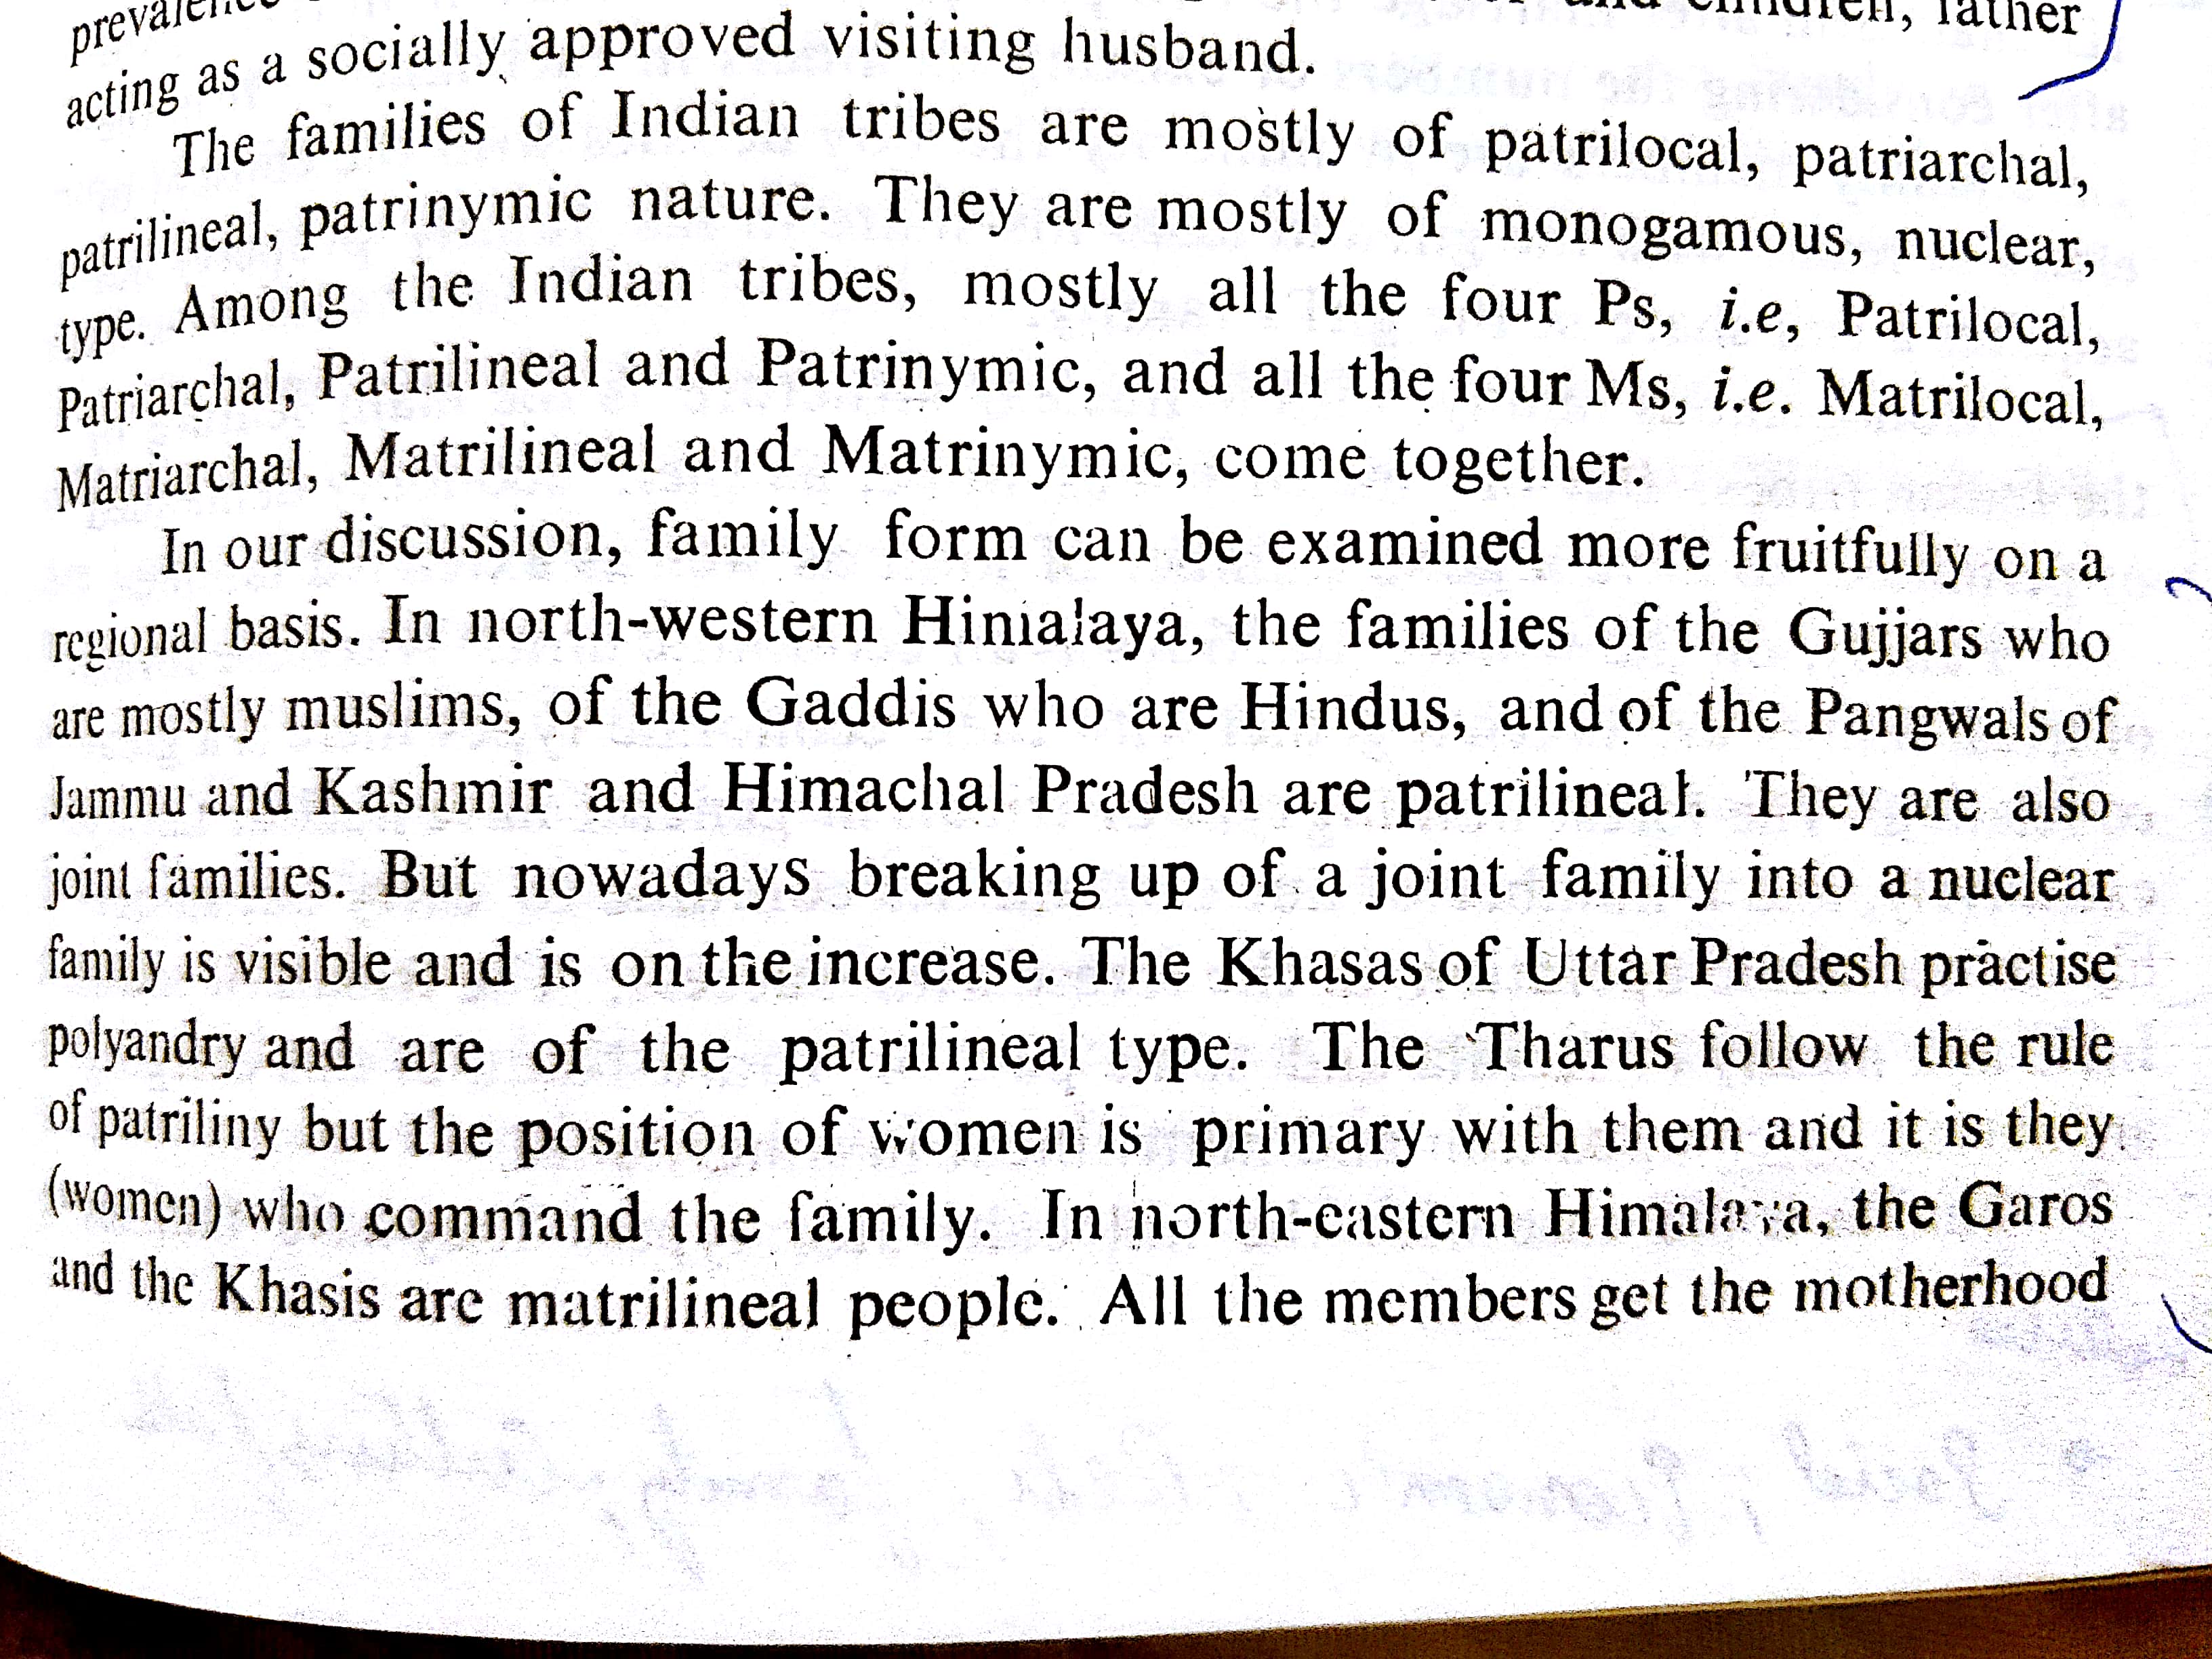 children, father
acting as a socially approved visiting husband.
The families of Indian tribes are mostly of patrilocal, patriarchal,
patrilineal, patrinymic nature. They are mostly of monogamous, nuclear,
type. Among the Indian tribes, mostly all the four Ps, i.e, Patrilocal,
Patriarchal, Patrilineal and Patrinymic, and all the four Ms, i.e. Matrilocal,
Matriarchal, Matrilineal and Matrinymic, come together.
In our discussion, family form can be examined more fruitfully on a
regional basis. In north-western Himalaya, the families of the Gujjars who
are mostly muslims, of the Gaddis who are Hindus, and of the Pangwals of
Jammu and Kashmir and Himachal Pradesh are patrilineal. They are also
joint families. But nowadays breaking up of a joint family into a nuclear
family is visible and is on the increase. The Khasas of Uttar Pradesh practise
polyandry and are of the patrilineal type. The Tharus follow the rule
of patriliny but the position of women is primary with them and it is they
(women) who command the family. In north-eastern Himalaya, the Garos
and the Khasis are matrilineal people. All the members get the motherhood